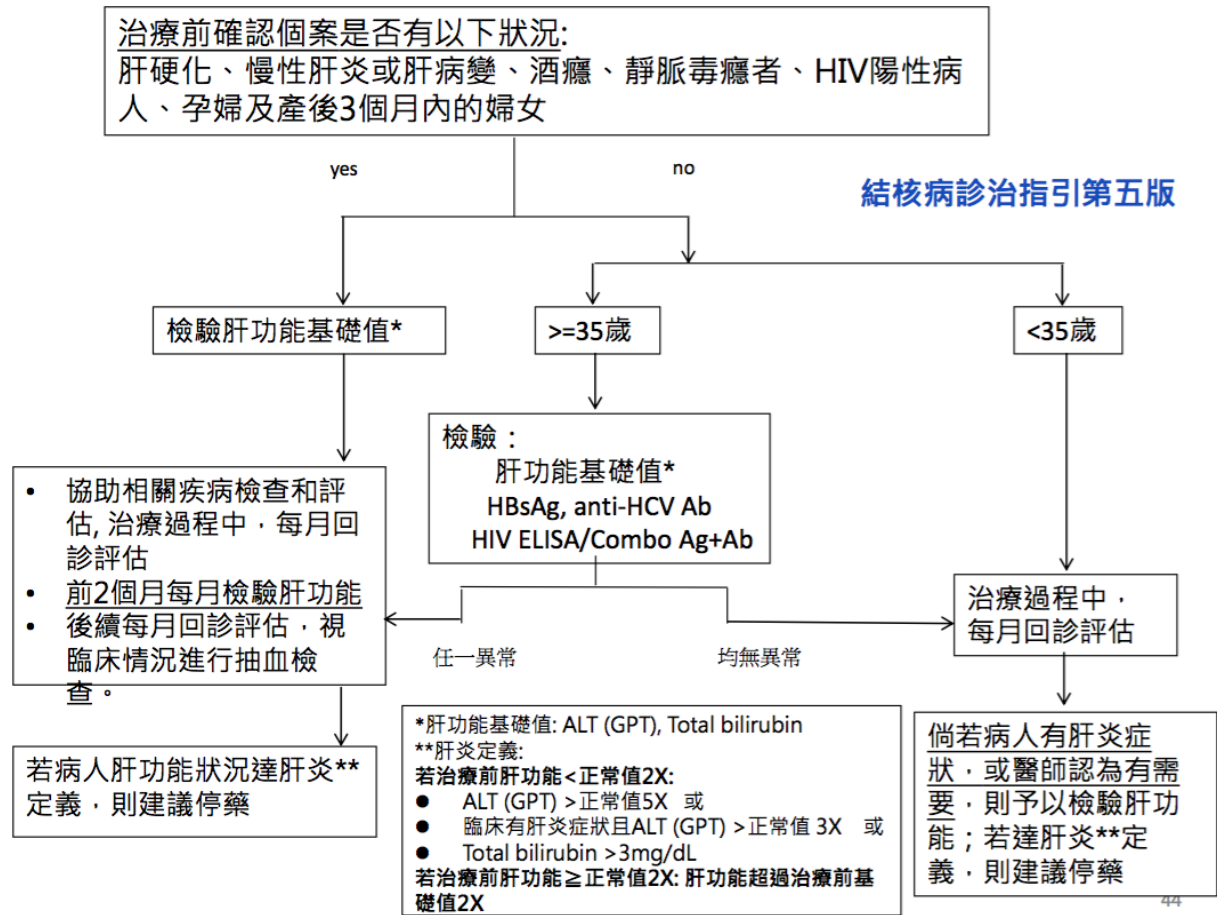 治療前確認個案是否有以下狀況:
肝硬化、慢性肝炎或肝病變、酒癮、靜脈毒癮者、HIV陽性病
人、孕婦及產後3個月內的婦女
yes
no
結核病診治指引第五版
檢驗肝功能基礎值*
>=35歲
<35歲
檢驗：
肝功能基礎值*
HBsAg, anti-HCV Ab
HIV ELISA/Combo Ag+Ab
• 協助相關疾病檢查和評
估, 治療過程中，每月回
診評估
• 前2個月每月檢驗肝功能
• 後續每月回診評估，視
臨床情況進行抽血檢
查。
任一異常
均無異常
治療過程中，
每月回診評估
若病人肝功能狀況達肝炎**
定義，則建議停藥
*肝功能基礎值: ALT (GPT), Total bilirubin
**肝炎定義:
若治療前肝功能<正常值2X:
● ALT (GPT) >正常值5X 或
● 臨床有肝炎症狀且ALT (GPT) >正常值 3X 或
● Total bilirubin >3mg/dL
若治療前肝功能≧正常值2X: 肝功能超過治療前基
礎值2X
倘若病人有肝炎症
狀，或醫師認為有需
要，則予以檢驗肝功
能；若達肝炎**定
義，則建議停藥
44